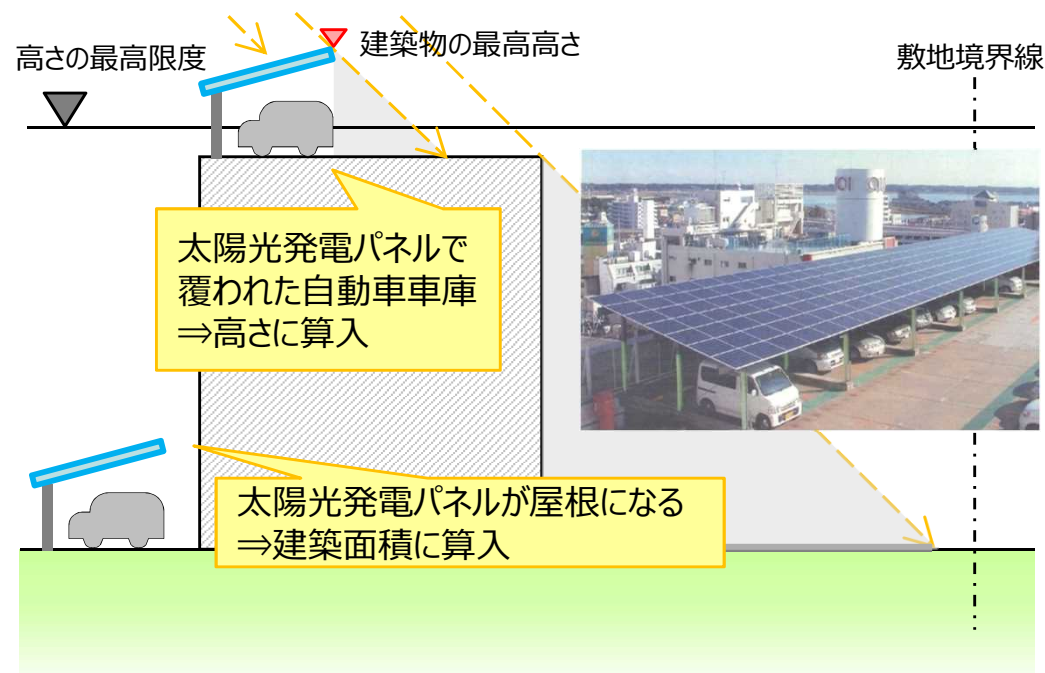 高さの最高限度
建築物の最高高さ
敷地境界線
太陽光発電パネルで
覆われた自動車車庫
⇒高さに算入
太陽光発電パネルが屋根になる
⇒建築面積に算入